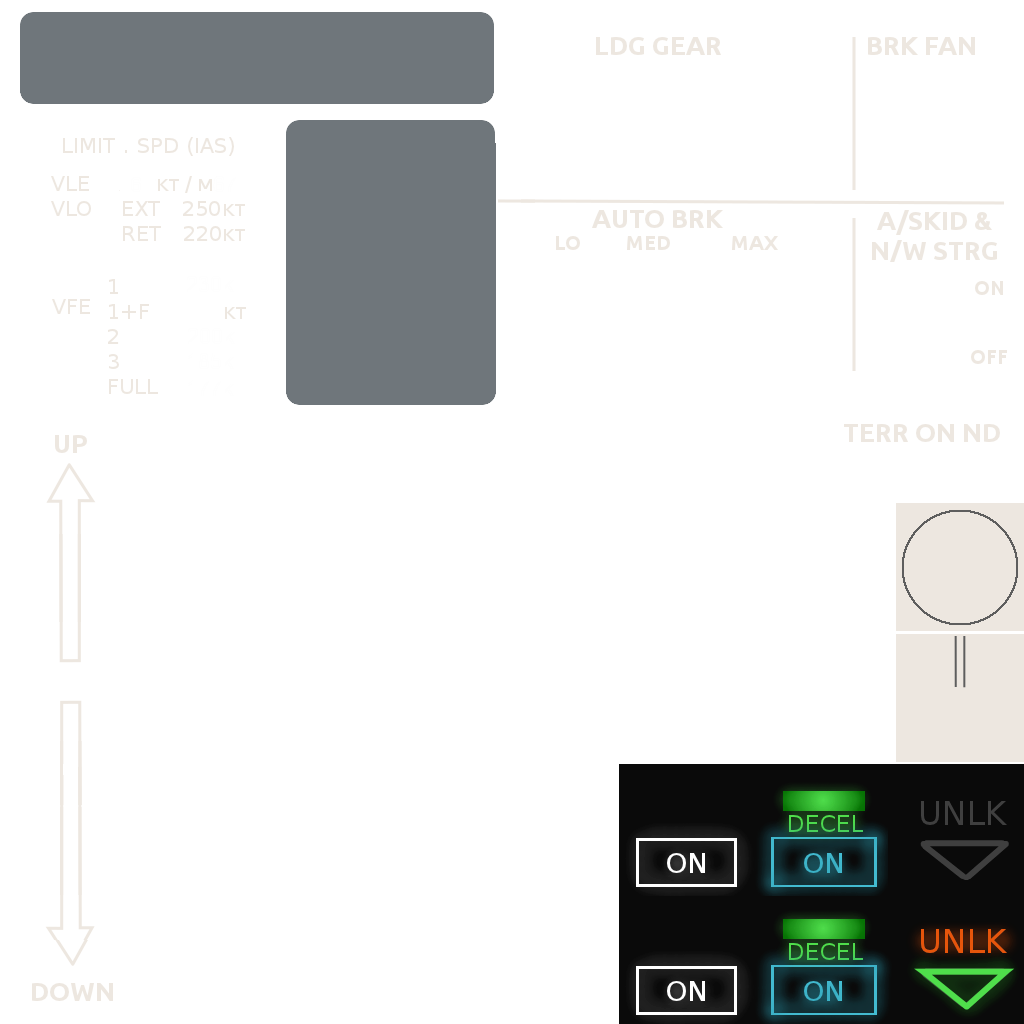 LDG GEAR
BRK FAN
LIMIT . SPD (IAS)
VLE KT / M
VLO EXT 250KT
RET 220KT
VFE
1
1+F KT
2
3
FULL
AUTO BRK
LO MED MAX
A/SKID &
N/W STRG
ON
OFF
TERR ON ND
UP
DOWN
DECEL
ON
ON
UNLK
DECEL
ON
ON
UNLK